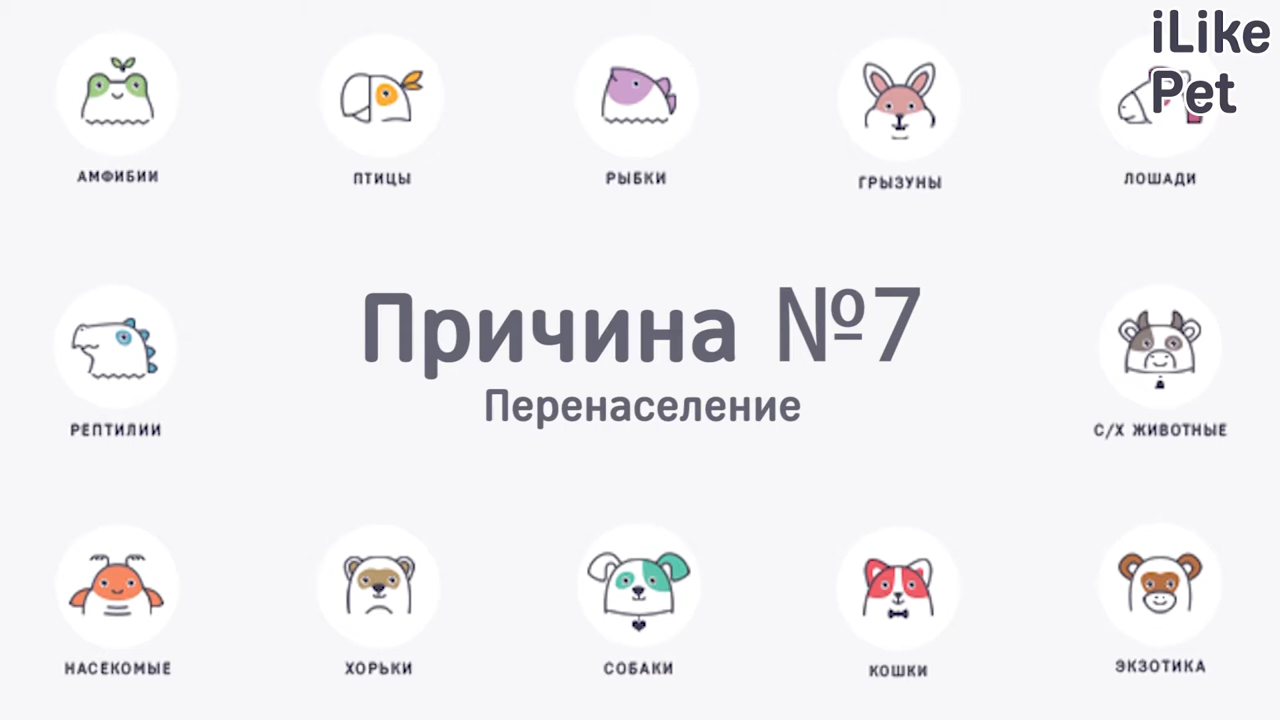 iLike
Pet
АМФИБИИ
ПТИЦЫ
РЫБКИ
ГРЫЗУНЫ
ЛОШАДИ
Причина №7
Перенаселение
РЕПТИЛИИ
С/Х ЖИВОТНЫЕ
НАСЕКОМЫЕ
ХОРЬКИ
СОБАКИ
КОШКИ
ЭКЗОТИКА